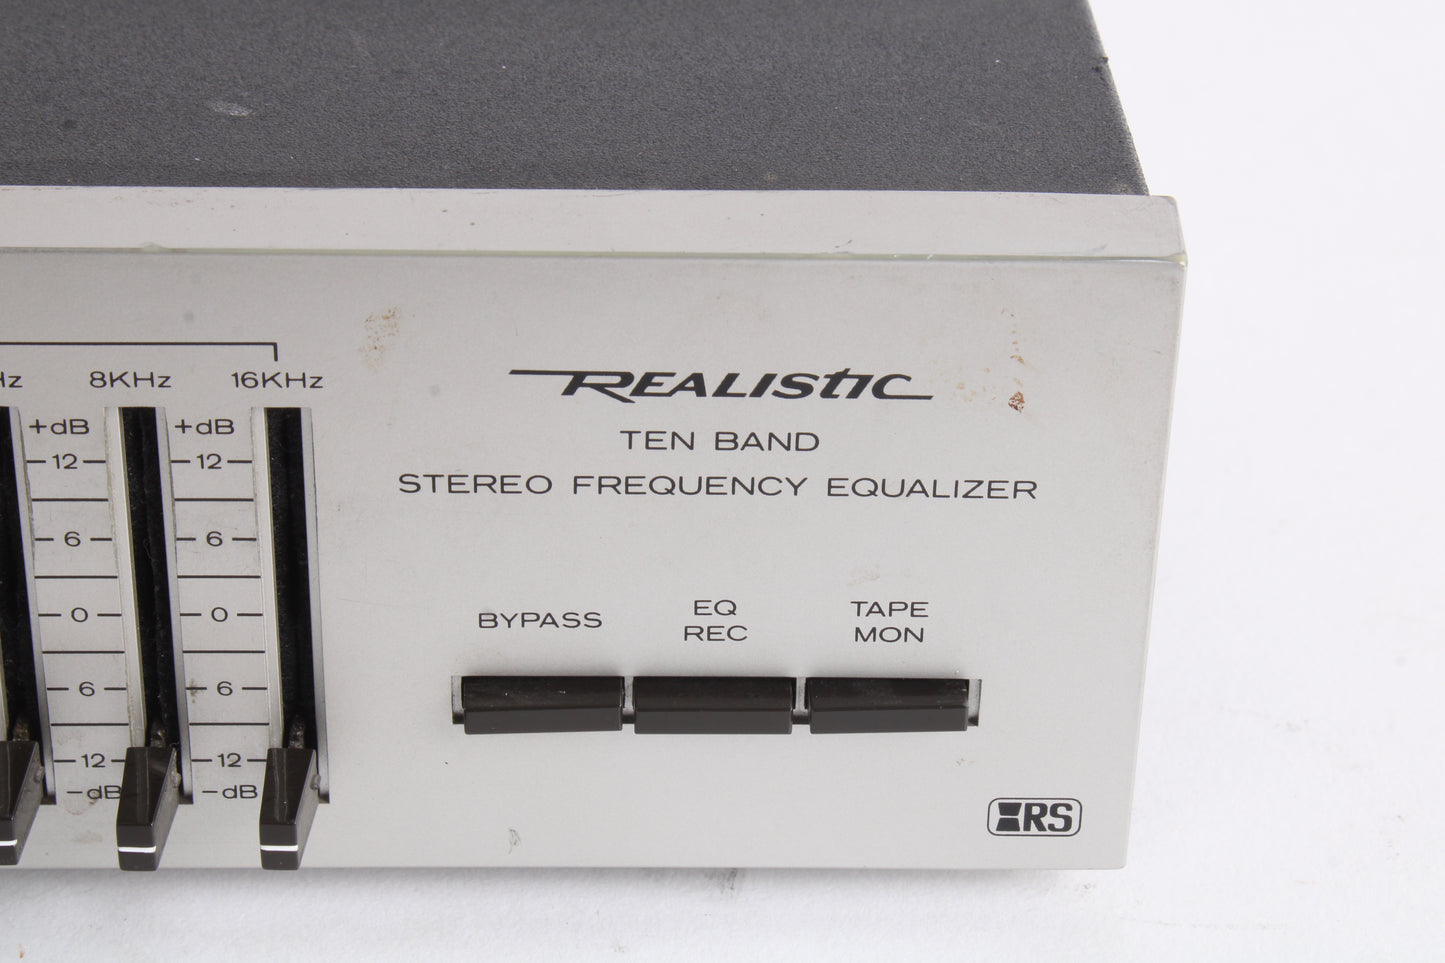 Hz 8KHz 16KHz
+dB +dB
12 12
6 6
0 0
6 6
12 12
-dB -dB
REALISTIC
TEN BAND
STEREO FREQUENCY EQUALIZER
BYPASS
EQ
REC
TAPE
MON
RS